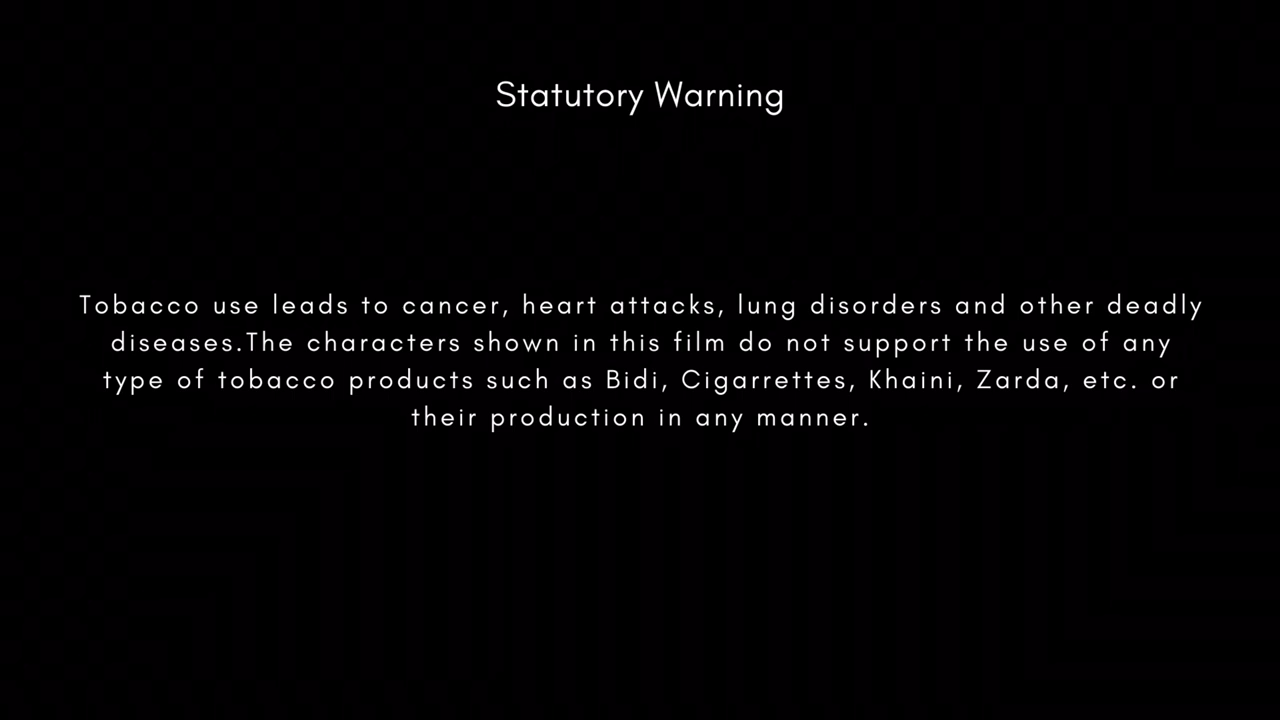 Statutory Warning
Tobacco use leads to cancer, heart attacks, lung disorders and other deadly
diseases.The characters shown in this film do not support the use of any
type of tobacco products such as Bidi, Cigarrettes, Khaini, Zarda, etc. or
their production in any manner.